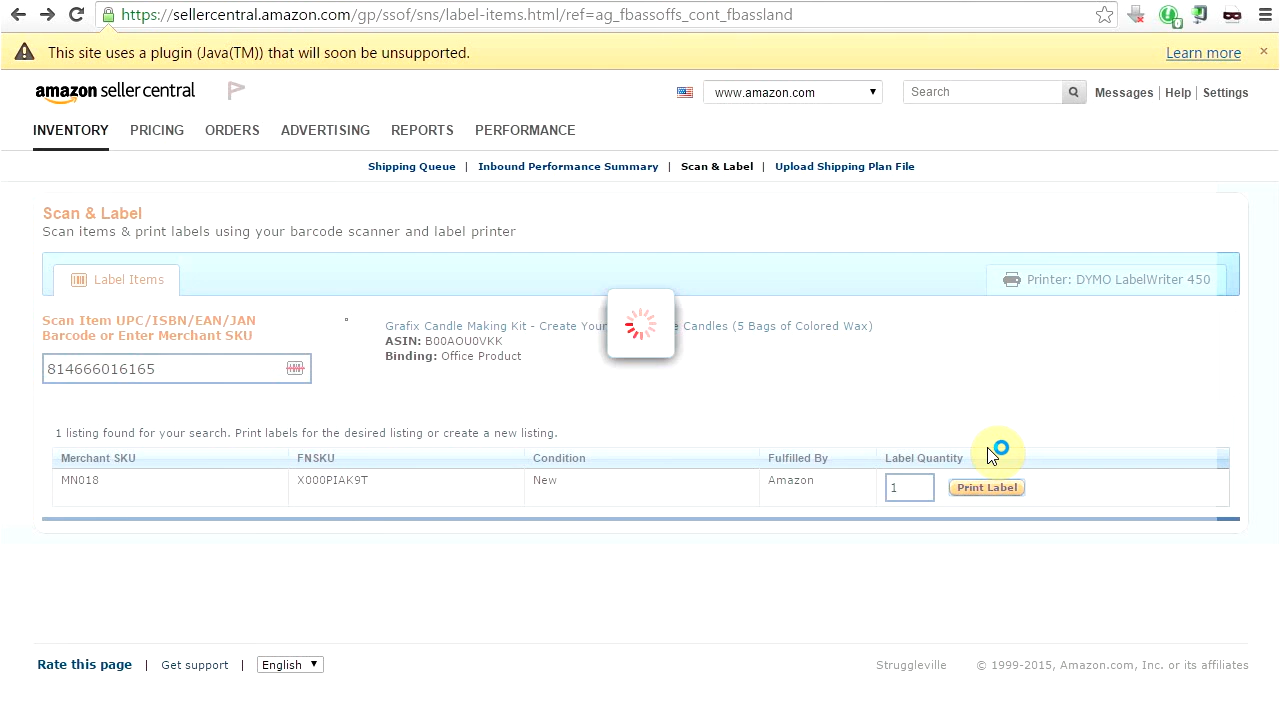 https://sellercentral.amazon.com/gp/ssof/sns/label-items.html/ref=ag_fbassoffs_cont_fbassland
This site uses a plugin (Java(TM)) that will soon be unsupported. Learn more ×
amazon seller central www.amazon.com Search Messages | Help | Settings
INVENTORY PRICING ORDERS ADVERTISING REPORTS PERFORMANCE
Shipping Queue | Inbound Performance Summary | Scan & Label | Upload Shipping Plan File
Scan & Label
Scan items & print labels using your barcode scanner and label printer
Label Items Printer: DYMO LabelWriter 450
Scan Item UPC/ISBN/EAN/JAN
Barcode or Enter Merchant SKU
814666016165
Grafix Candle Making Kit - Create Your Candles (5 Bags of Colored Wax)
ASIN: B00AOU0VKK
Binding: Office Product
1 listing found for your search. Print labels for the desired listing or create a new listing.
Merchant SKU FNSKU Condition Fulfilled By Label Quantity
MN018 X000PIAK9T New Amazon 1 Print Label
Rate this page | Get support | English Struggleville © 1999-2015, Amazon.com, Inc. or its affiliates